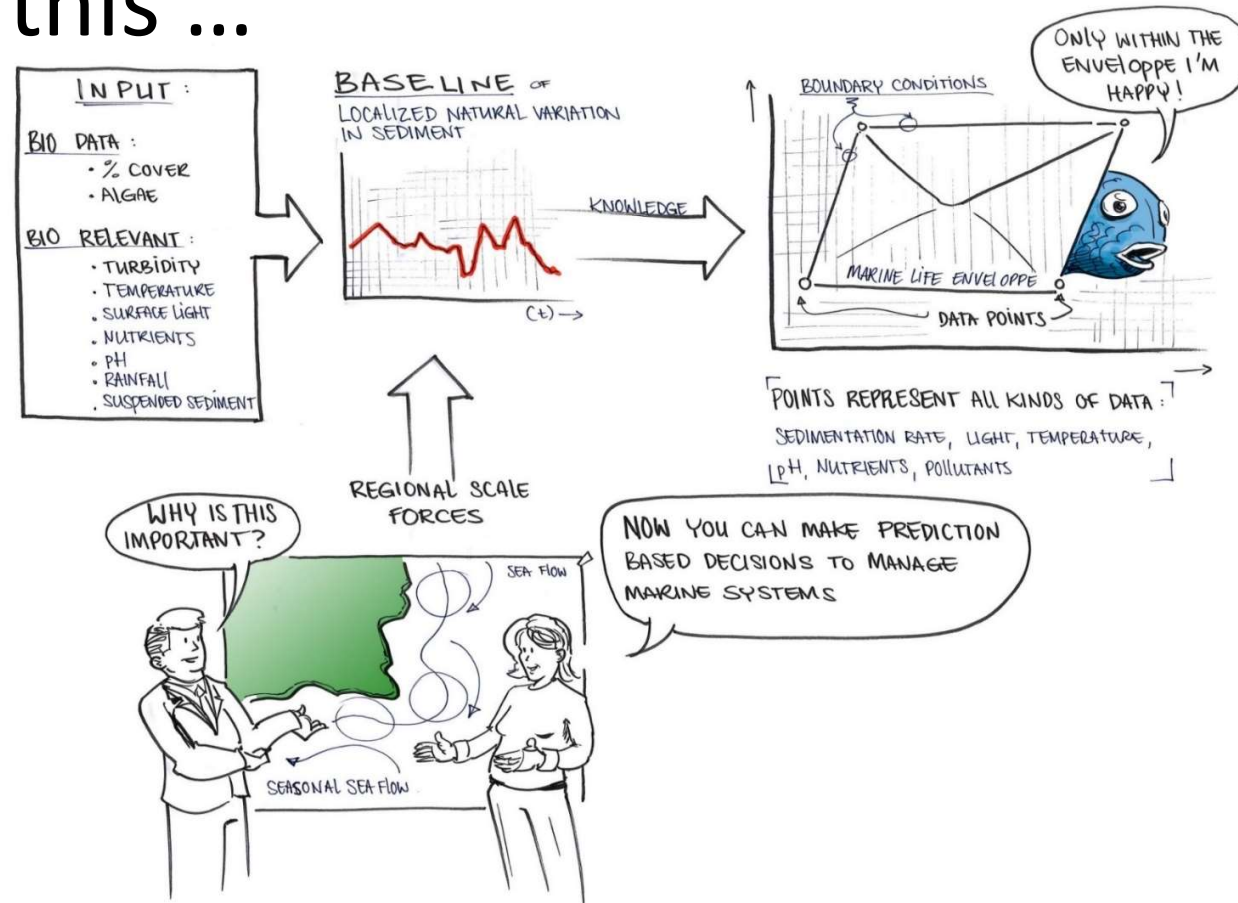 this ...
INPUT :
BIO DATA :
• % COVER
• ALGAE
BIO RELEVANT :
• TURBIDITY
• TEMPERATURE
• SURFACE LIGHT
• NUTRIENTS
• PH
• RAINFALL
• SUSPENDED SEDIMENT
BASELINE OF
LOCALIZED NATURAL VARIATION
IN SEDIMENT
(t) →
KNOWLEDGE
BOUNDARY CONDITIONS
MARINE LIFE ENVELOPPE
DATA POINTS
ONLY WITHIN THE
ENVELOPPE I'M
HAPPY!
POINTS REPRESENT ALL KINDS OF DATA :
SEDIMENTATION RATE, LIGHT, TEMPERATURE,
PH, NUTRIENTS, POLLUTANTS
REGIONAL SCALE
FORCES
WHY IS THIS
IMPORTANT?
SEA FLOW
SEASONAL SEA FLOW
NOW YOU CAN MAKE PREDICTION
BASED DECISIONS TO MANAGE
MARINE SYSTEMS